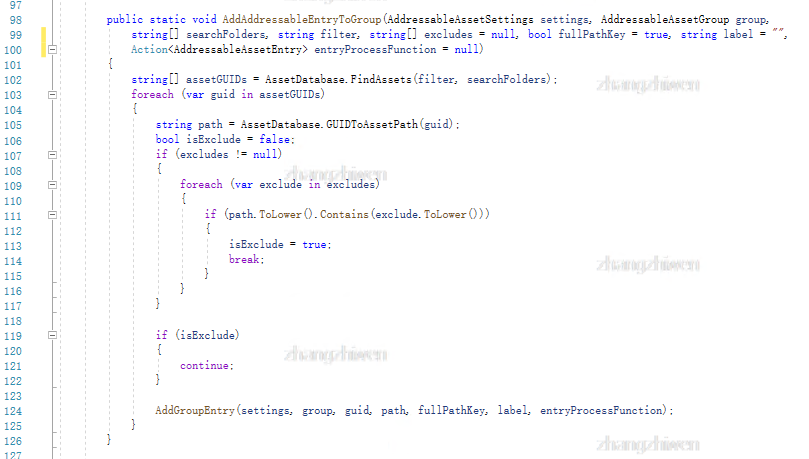 97
98 public static void AddAddressableEntryToGroup(AddressableAssetSettings settings, AddressableAssetGroup group,
99 string[] searchFolders, string filter, string[] excludes = null, bool fullPathKey = true, string label = "",
100 Action<AddressableAssetEntry> entryProcessFunction = null)
101 {
102 string[] assetGUIDs = AssetDatabase.FindAssets(filter, searchFolders);
103 foreach (var guid in assetGUIDs)
104 {
105 string path = AssetDatabase.GUIDToAssetPath(guid);
106 bool isExclude = false;
107 if (excludes != null)
108 {
109 foreach (var exclude in excludes)
110 {
111 if (path.ToLower().Contains(exclude.ToLower()))
112 {
113 isExclude = true;
114 break;
115 }
116 }
117 }
118
119 if (isExclude)
120 {
121 continue;
122 }
123
124 AddGroupEntry(settings, group, guid, path, fullPathKey, label, entryProcessFunction);
125 }
126 }
127
zhangzhiwen
zhangzhiwen
zhangzhiwen
zhangzhiwen
zhangzhiwen